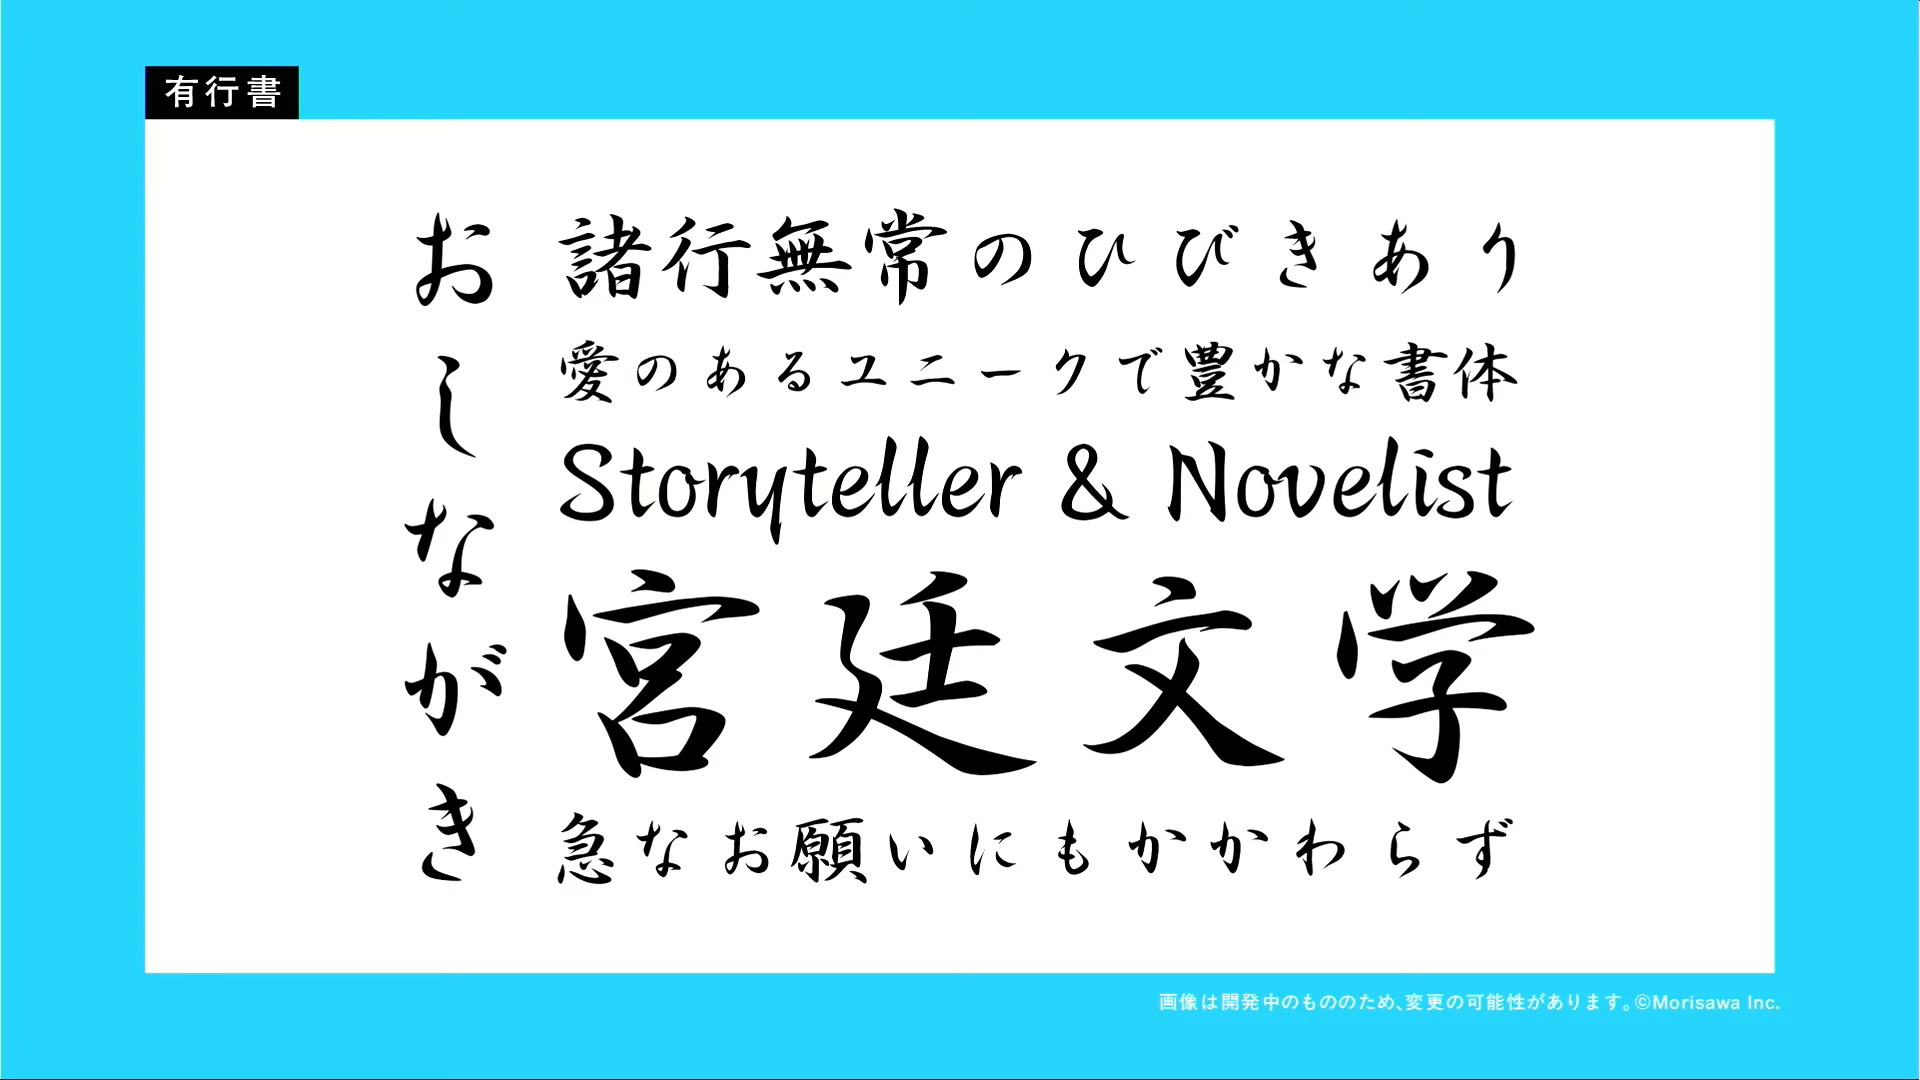 有行書
おしながき
諸行無常のひびきあり
愛のあるユニークで豊かな書体
Storyteller & Novelist
宮廷文学
急なお願いにもかかわらず
画像は開発中のもののため、変更の可能性があります。©Morisawa Inc.